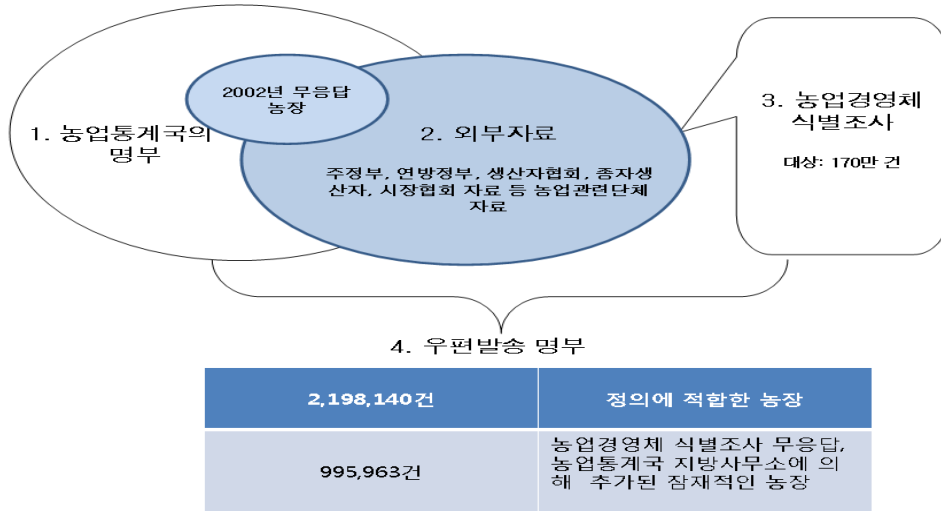 2002년 무응답
농장
1. 농업통계국의
명부
2. 외부자료
주정부, 연방정부, 생산자협회, 종자생
산자, 시장협회 자료 등 농업관련단체
자료
3. 농업경영체
식별조사
대상: 170만 건
4. 우편발송 명부
2,198,140건
정의에 적합한 농장
995,963건
농업경영체 식별조사 무응답,
농업통계국 지방사무소에 의
해 추가된 잠재적인 농장